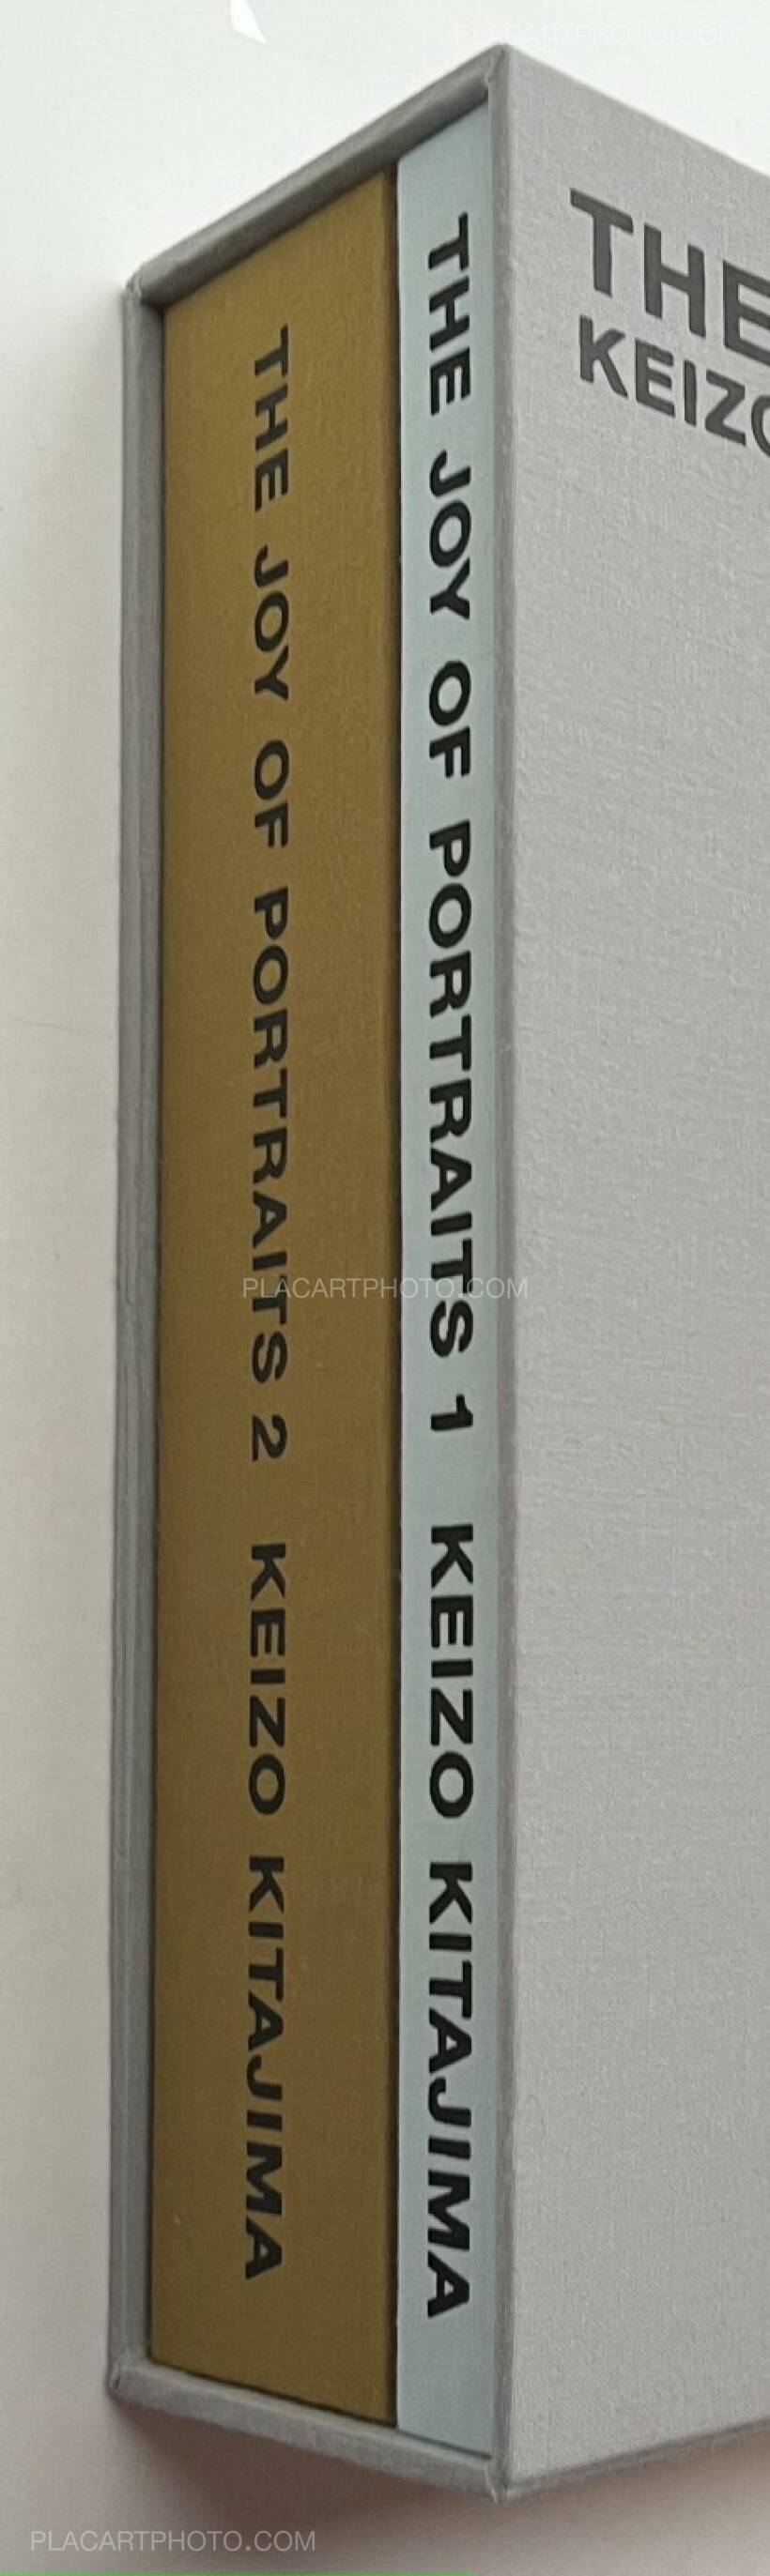 PLACARTPHOTO.COM
THE JOY OF PORTRAITS 2 KEIZO KITAJIMA
THE JOY OF PORTRAITS 1 KEIZO KITAJIMA
THE
KEIZO
PLACARTPHOTO.COM
PLACARTPHOTO.COM